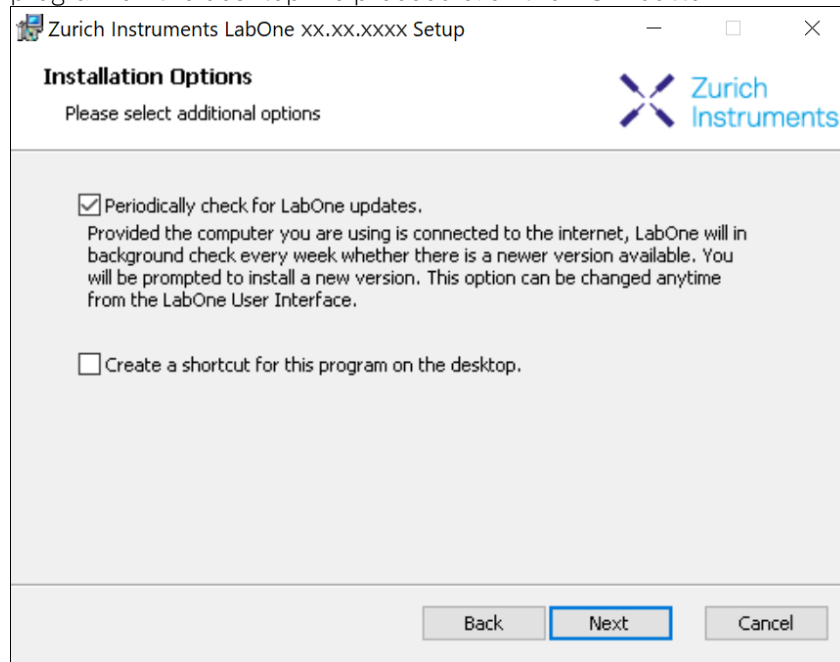 Zurich Instruments LabOne xx.xx.xxxx Setup
Installation Options
Please select additional options
Zurich
Instruments
Periodically check for LabOne updates.
Provided the computer you are using is connected to the internet, LabOne will in
background check every week whether there is a newer version available. You
will be prompted to install a new version. This option can be changed anytime
from the LabOne User Interface.
Create a shortcut for this program on the desktop.
Back
Next
Cancel